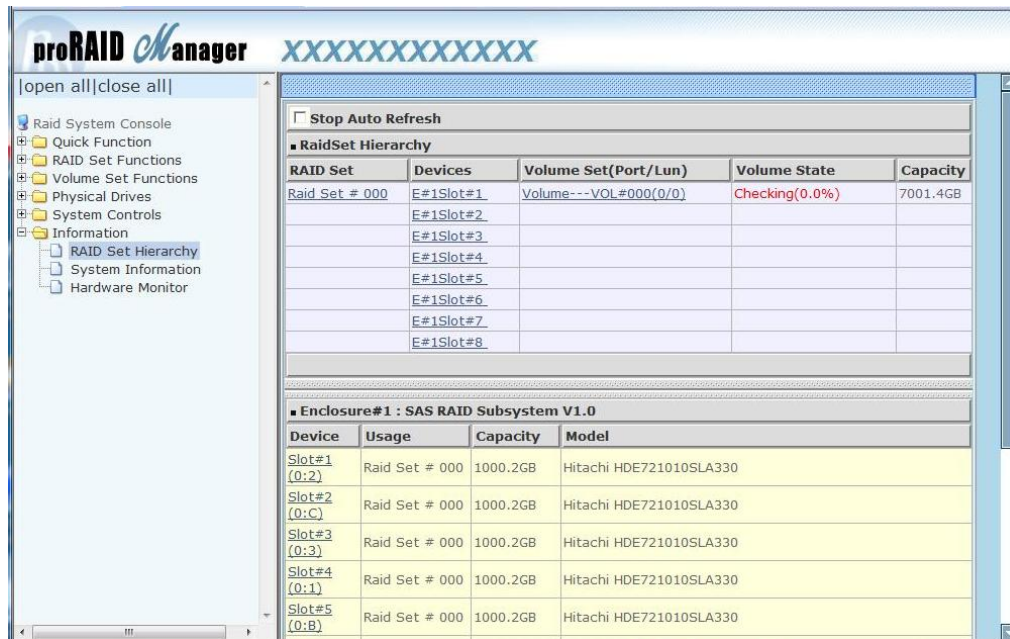 proRAID Manager XXXXXXXXXXXX
|open all|close all|
Raid System Console
Quick Function
RAID Set Functions
Volume Set Functions
Physical Drives
System Controls
Information
RAID Set Hierarchy
System Information
Hardware Monitor
Stop Auto Refresh
RaidSet Hierarchy
RAID Set Devices Volume Set(Port/Lun) Volume State Capacity
Raid Set # 000 E#1Slot#1 Volume---VOL#000(0/0) Checking(0.0%) 7001.4GB
E#1Slot#2
E#1Slot#3
E#1Slot#4
E#1Slot#5
E#1Slot#6
E#1Slot#7
E#1Slot#8
Enclosure#1 : SAS RAID Subsystem V1.0
Device Usage Capacity Model
Slot#1 (0:2) Raid Set # 000 1000.2GB Hitachi HDE721010SLA330
Slot#2 (0:C) Raid Set # 000 1000.2GB Hitachi HDE721010SLA330
Slot#3 (0:3) Raid Set # 000 1000.2GB Hitachi HDE721010SLA330
Slot#4 (0:1) Raid Set # 000 1000.2GB Hitachi HDE721010SLA330
Slot#5 (0:B) Raid Set # 000 1000.2GB Hitachi HDE721010SLA330